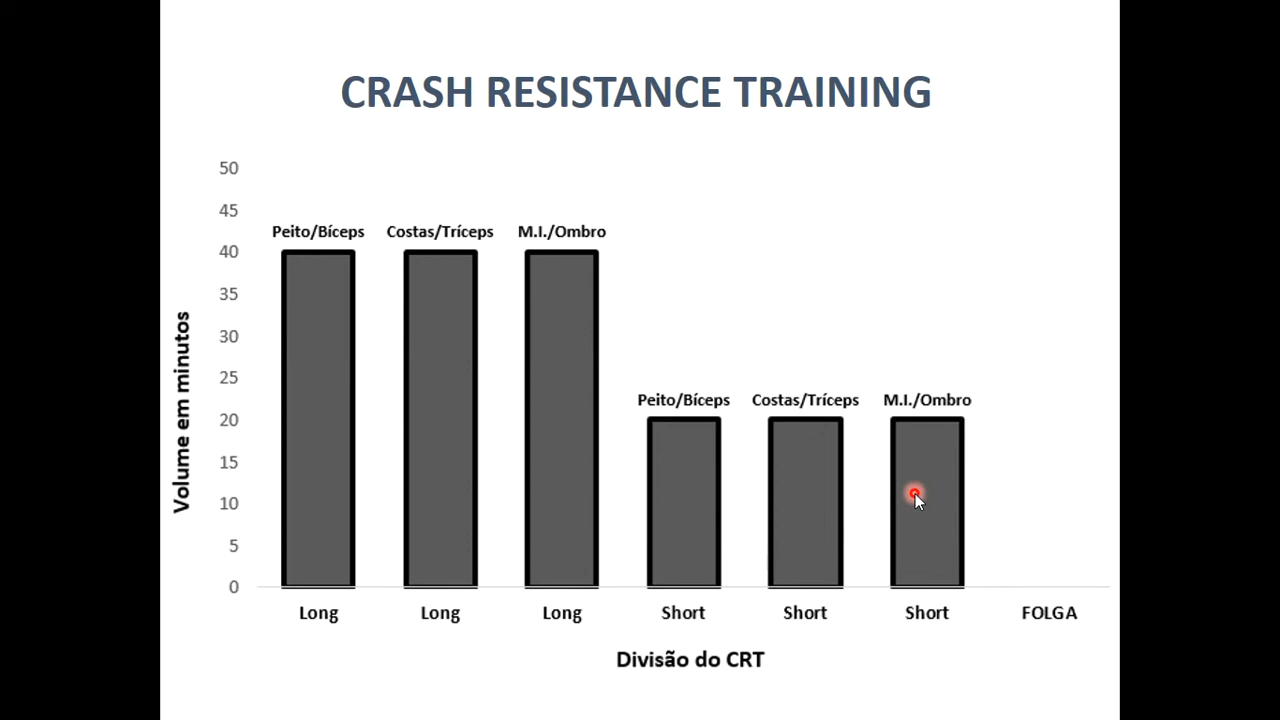 CRASH RESISTANCE TRAINING
50
45
40
35
30
25
20
15
10
5
0
Volume em minutos
Peito/Bíceps
Costas/Tríceps
M.I./Ombro
Peito/Bíceps
Costas/Tríceps
M.I./Ombro
Long
Long
Long
Short
Short
Short
FOLGA
Divisão do CRT